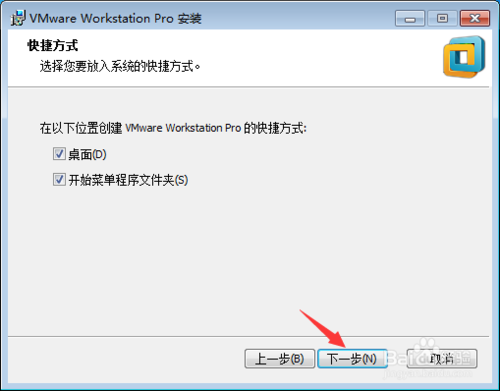 VMware Workstation Pro 安装
快捷方式
选择您要放入系统的快捷方式。
在以下位置创建 VMware Workstation Pro 的快捷方式:
桌面(D)
开始菜单程序文件夹(S)
上一步(B) 下一步(N) 取消